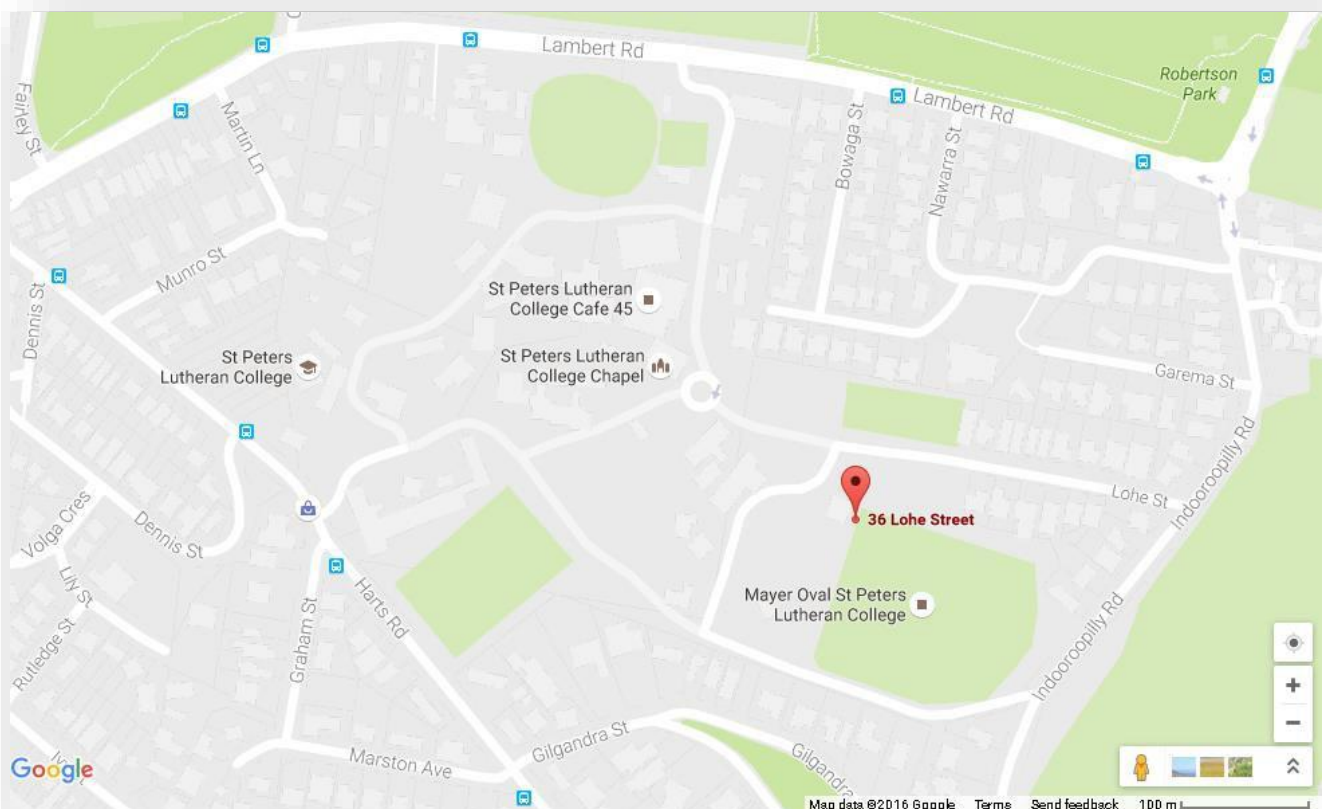 Lambert Rd
Robertson
Park
Fairley St
Martin Ln
Lambert Rd
Bowaga St
Nawarra St
Munro St
St Peters Lutheran
College Cafe 45
Dennis St
St Peters
Lutheran College
St Peters Lutheran
College Chapel
Garema St
Indooroopilly Rd
Lohe St
36 Lohe Street
Volga Cres
Dennis St
Lily St
Harts Rd
Mayer Oval St Peters
Lutheran College
Rutledge St
Graham St
Indooroopilly Rd
Gilgandra St
Marston Ave
Gilgandra
Google
Map data ©2016 Google Terms Send feedback 100 m